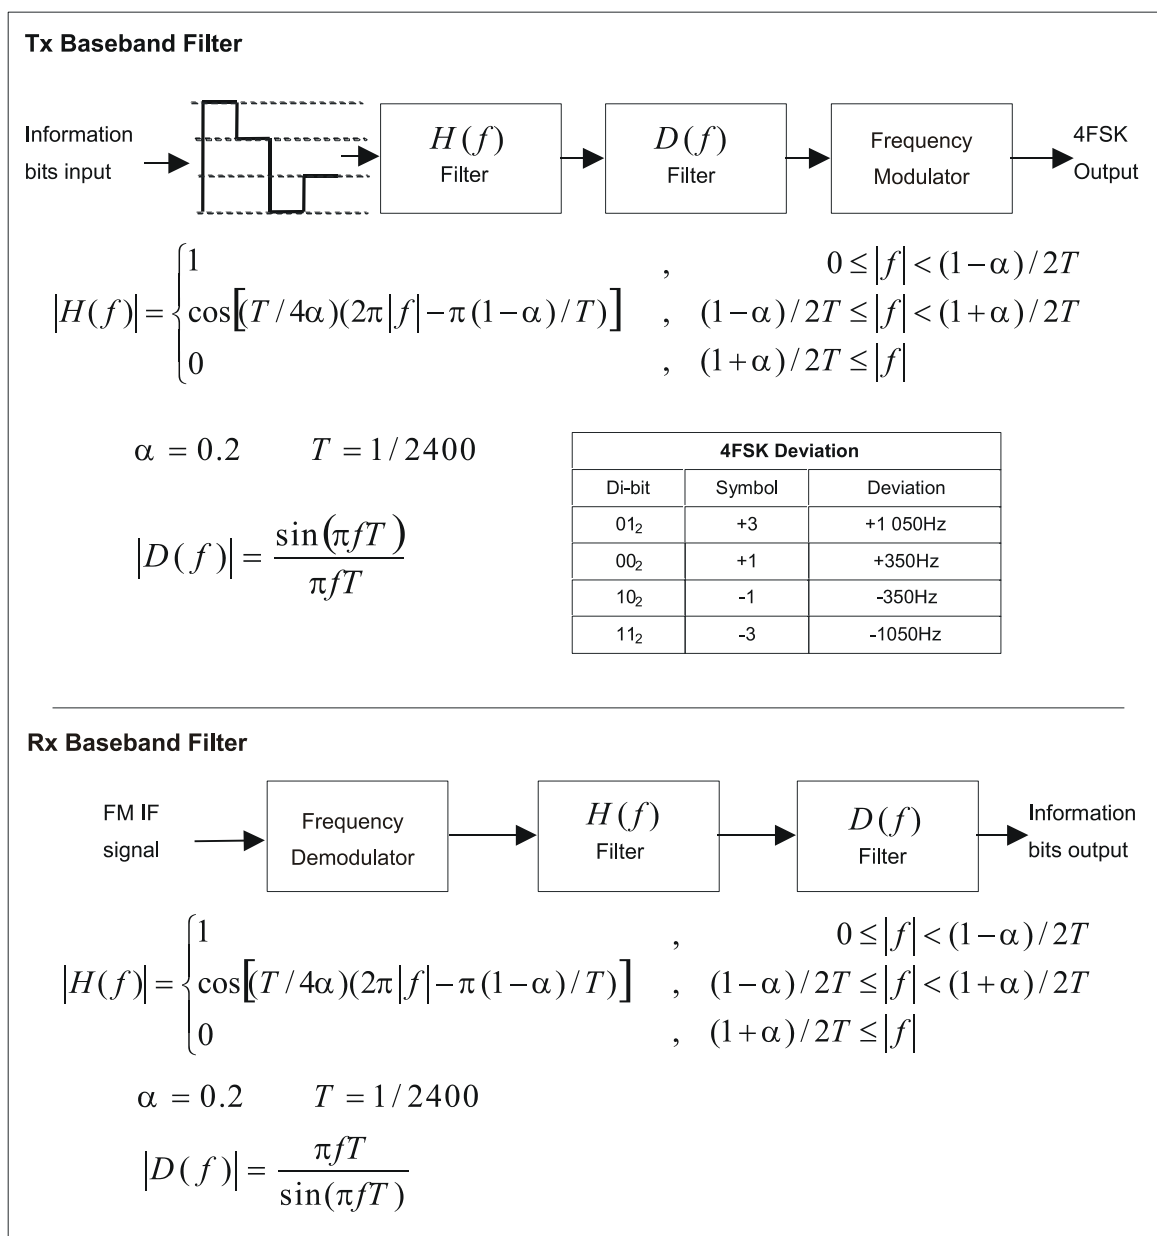 Tx Baseband Filter
Information bits input
H(f) Filter
D(f) Filter
Frequency Modulator
4FSK Output
|H(f)| = { 1 , 0 ≤ |f| < (1−α)/2T
cos[(T/4α)(2π|f|−π(1−α)/T)] , (1−α)/2T ≤ |f| < (1+α)/2T
0 , (1+α)/2T ≤ |f|
α = 0.2 T = 1/2400
|D(f)| = sin(πfT) / πfT
4FSK Deviation
Di-bit Symbol Deviation
01₂ +3 +1 050Hz
00₂ +1 +350Hz
10₂ -1 -350Hz
11₂ -3 -1050Hz
Rx Baseband Filter
FM IF signal
Frequency Demodulator
H(f) Filter
D(f) Filter
Information bits output
|H(f)| = { 1 , 0 ≤ |f| < (1−α)/2T
cos[(T/4α)(2π|f|−π(1−α)/T)] , (1−α)/2T ≤ |f| < (1+α)/2T
0 , (1+α)/2T ≤ |f|
α = 0.2 T = 1/2400
|D(f)| = πfT / sin(πfT)